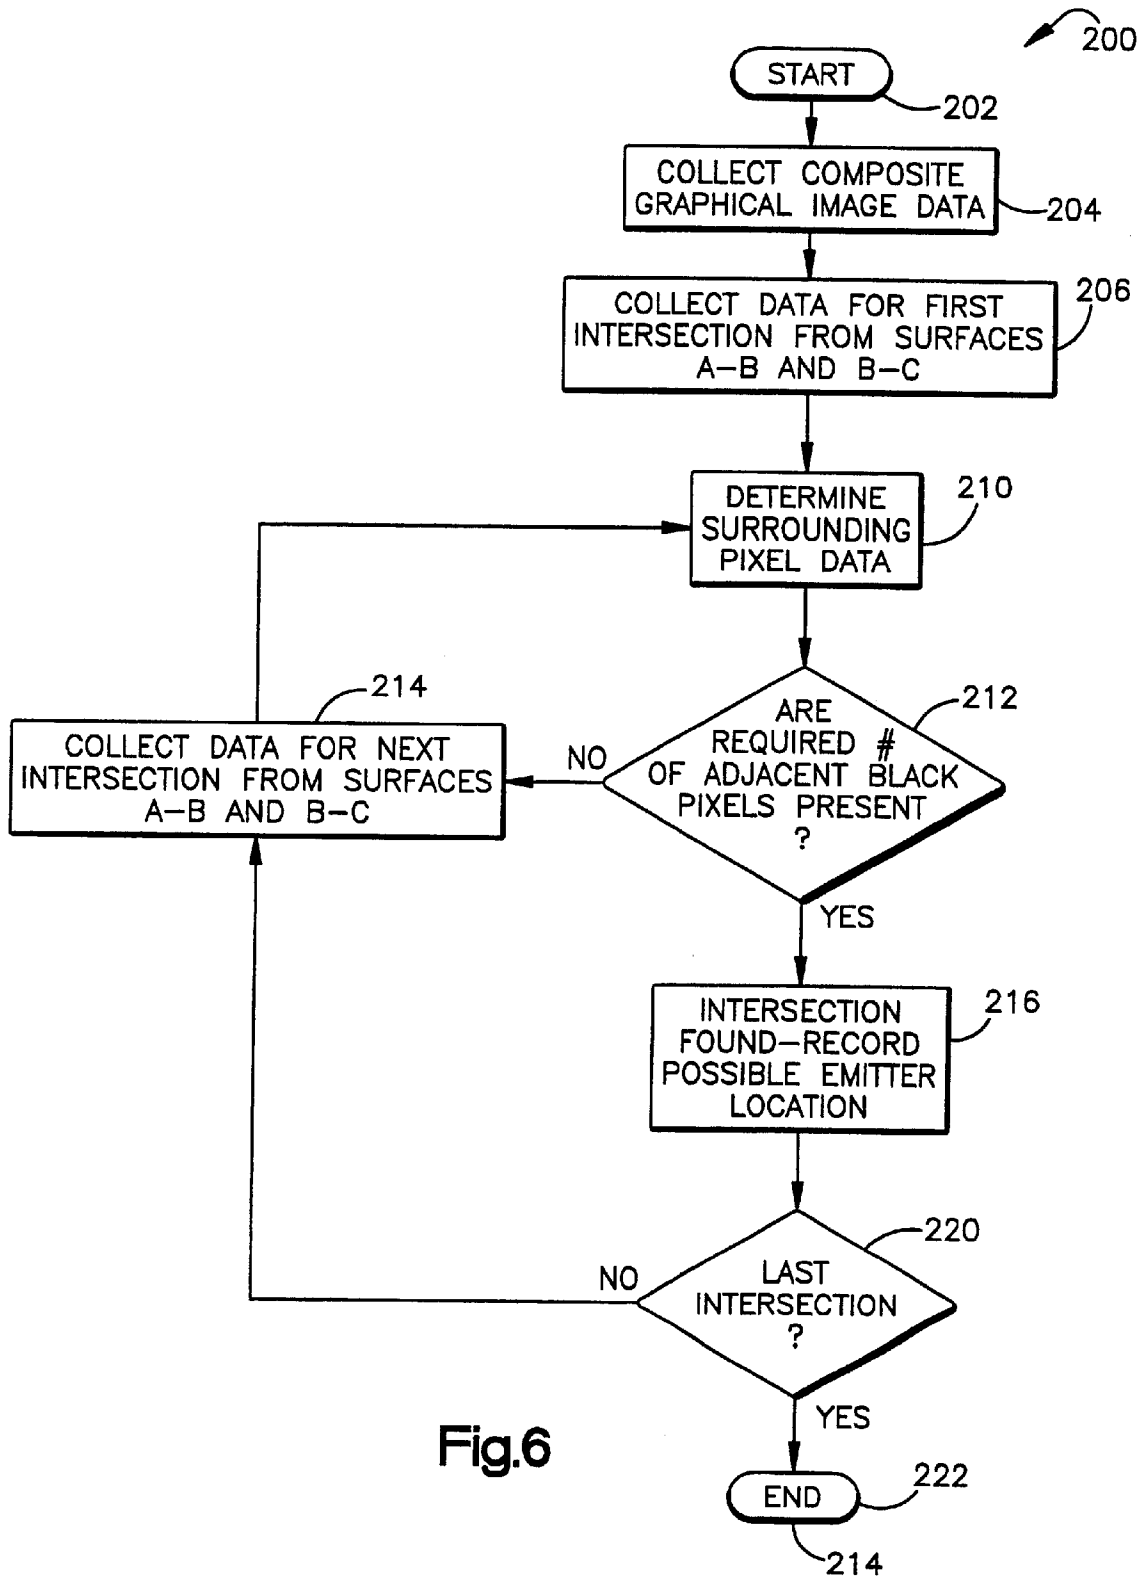 200
START
202
COLLECT COMPOSITE
GRAPHICAL IMAGE DATA
204
COLLECT DATA FOR FIRST
INTERSECTION FROM SURFACES
A-B AND B-C
206
DETERMINE
SURROUNDING
PIXEL DATA
210
ARE
REQUIRED #
OF ADJACENT BLACK
PIXELS PRESENT
?
212
NO
214
COLLECT DATA FOR NEXT
INTERSECTION FROM SURFACES
A-B AND B-C
YES
INTERSECTION
FOUND-RECORD
POSSIBLE EMITTER
LOCATION
216
LAST
INTERSECTION
?
220
NO
YES
END
222
214
Fig.6